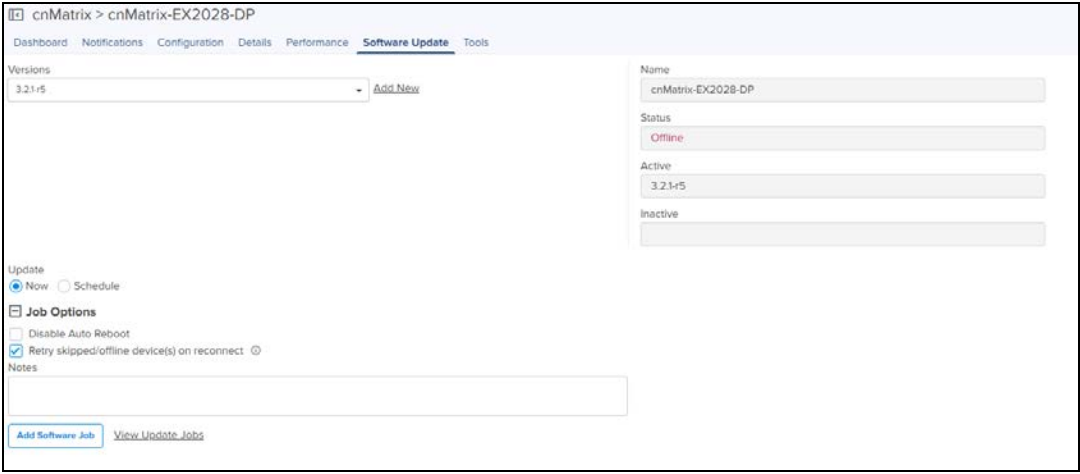 cnMatrix > cnMatrix-EX2028-DP
Dashboard Notifications Configuration Details Performance Software Update Tools
Versions
3.2.1-r5 Add New
Name
cnMatrix-EX2028-DP
Status
Offline
Active
3.2.1-r5
Inactive
Update
Now Schedule
Job Options
Disable Auto Reboot
Retry skipped/offline device(s) on reconnect
Notes
Add Software Job View Update Jobs